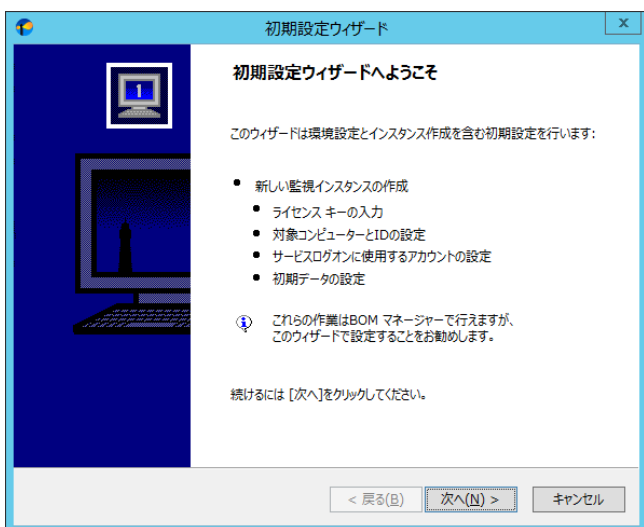 初期設定ウィザード
x
1
初期設定ウィザードへようこそ
このウィザードは環境設定とインスタンス作成を含む初期設定を行います:
• 新しい監視インスタンスの作成
• ライセンス キーの入力
• 対象コンピューターとIDの設定
• サービスログオンに使用するアカウントの設定
• 初期データの設定
これらの作業はBOM マネージャーで行えますが、
このウィザードで設定することをお勧めします。
続けるには [次へ]をクリックしてください。
< 戻る(B) 次へ(N) > キャンセル